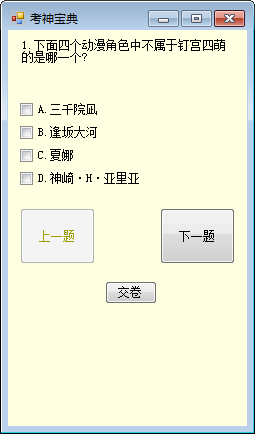 考神宝典
1.下面四个动漫角色中不属于钉宫四萌
的是哪一个?
A.三千院凪
B.逢坂大河
C.夏娜
D.神崎·H·亚里亚
上一题
下一题
交卷